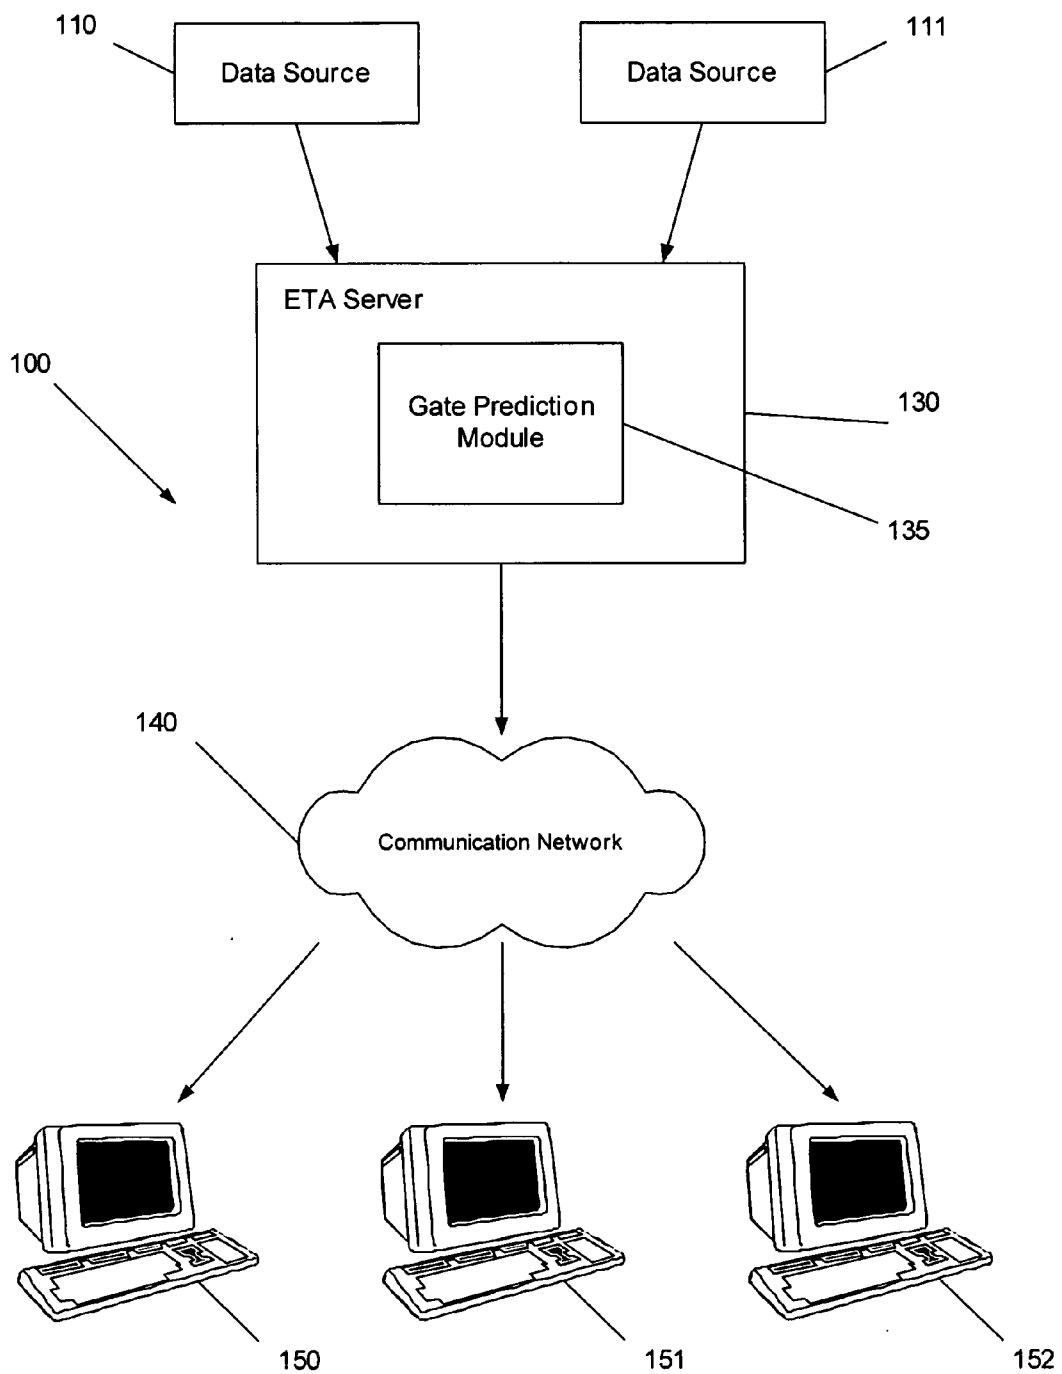 110
111
Data Source
Data Source
ETA Server
100
Gate Prediction
Module
130
135
140
Communication Network
150
151
152